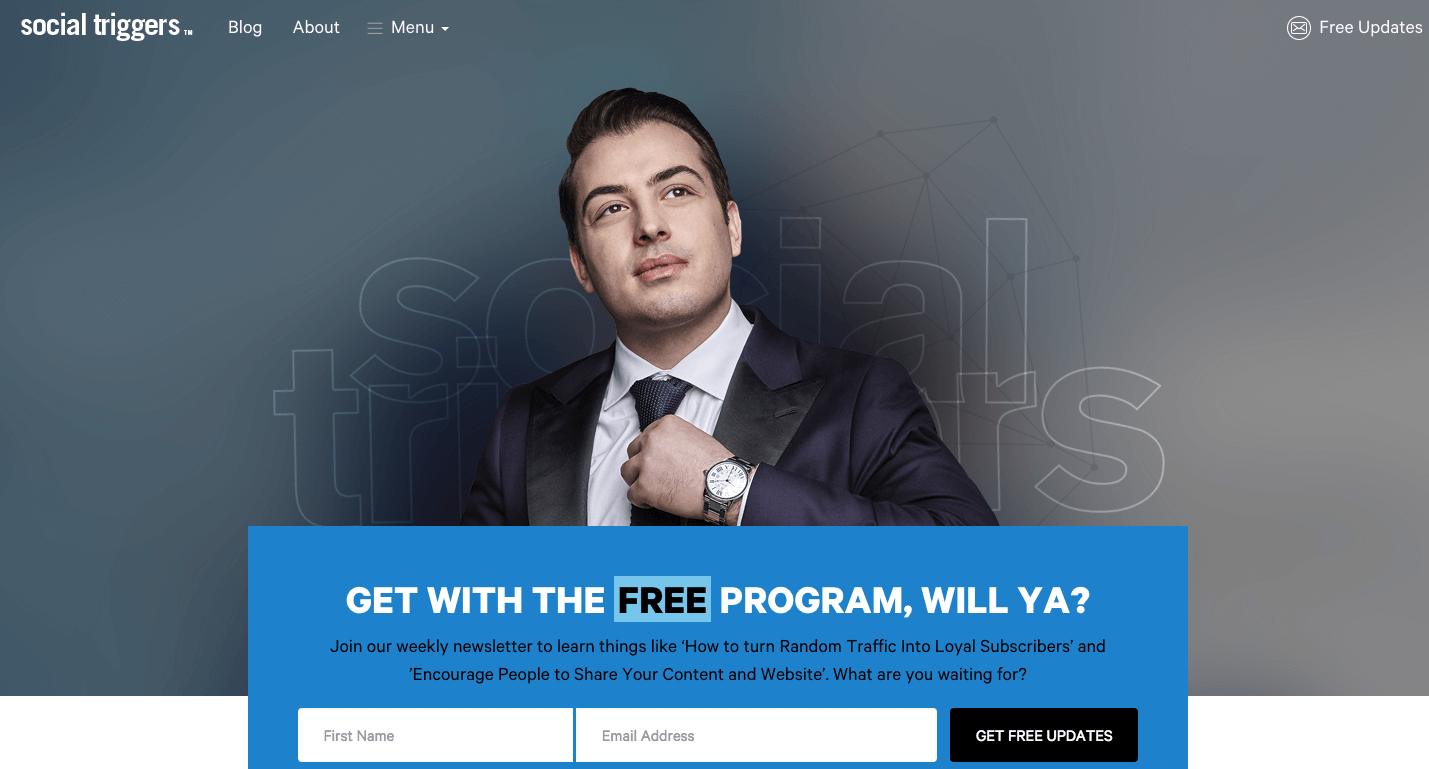 social triggers™ Blog About Menu Free Updates
social
triggers
GET WITH THE FREE PROGRAM, WILL YA?
Join our weekly newsletter to learn things like ‘How to turn Random Traffic Into Loyal Subscribers’ and
’Encourage People to Share Your Content and Website’. What are you waiting for?
First Name Email Address GET FREE UPDATES